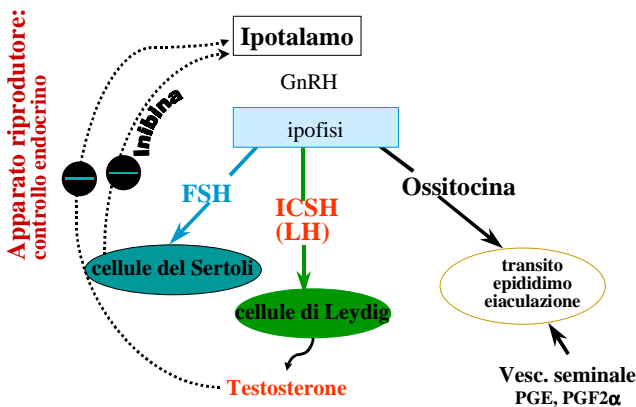 Apparato riprodutore:
controllo endocrino
Ipotalamo
GnRH
Inibina
ipofisi
FSH
ICSH
(LH)
Ossitocina
cellule del Sertoli
transito
epididimo
eiaculazione
cellule di Leydig
Testosterone
Vesc. seminale
PGE, PGF2α